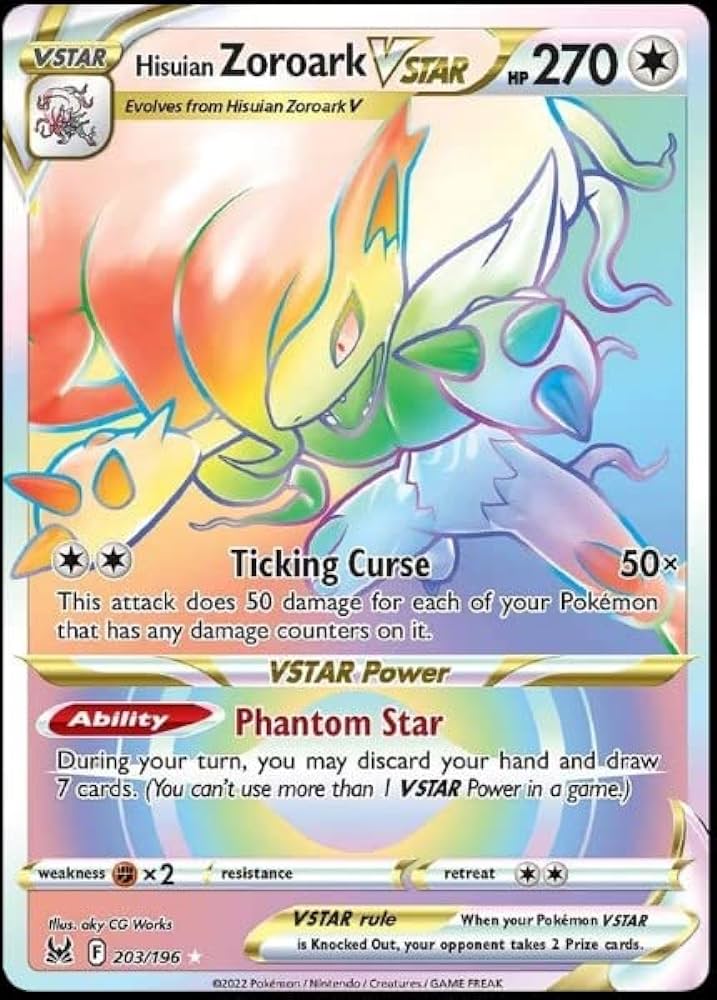 VSTAR
Hisuian Zoroark VSTAR HP 270
Evolves from Hisuian Zoroark V
Ticking Curse 50×
This attack does 50 damage for each of your Pokémon
that has any damage counters on it.
VSTAR Power
Ability Phantom Star
During your turn, you may discard your hand and draw
7 cards. (You can't use more than 1 VSTAR Power in a game.)
weakness ×2 resistance retreat
Illus. aky CG Works
F 203/196
VSTAR rule When your Pokémon VSTAR
is Knocked Out, your opponent takes 2 Prize cards.
©2022 Pokémon / Nintendo / Creatures / GAME FREAK